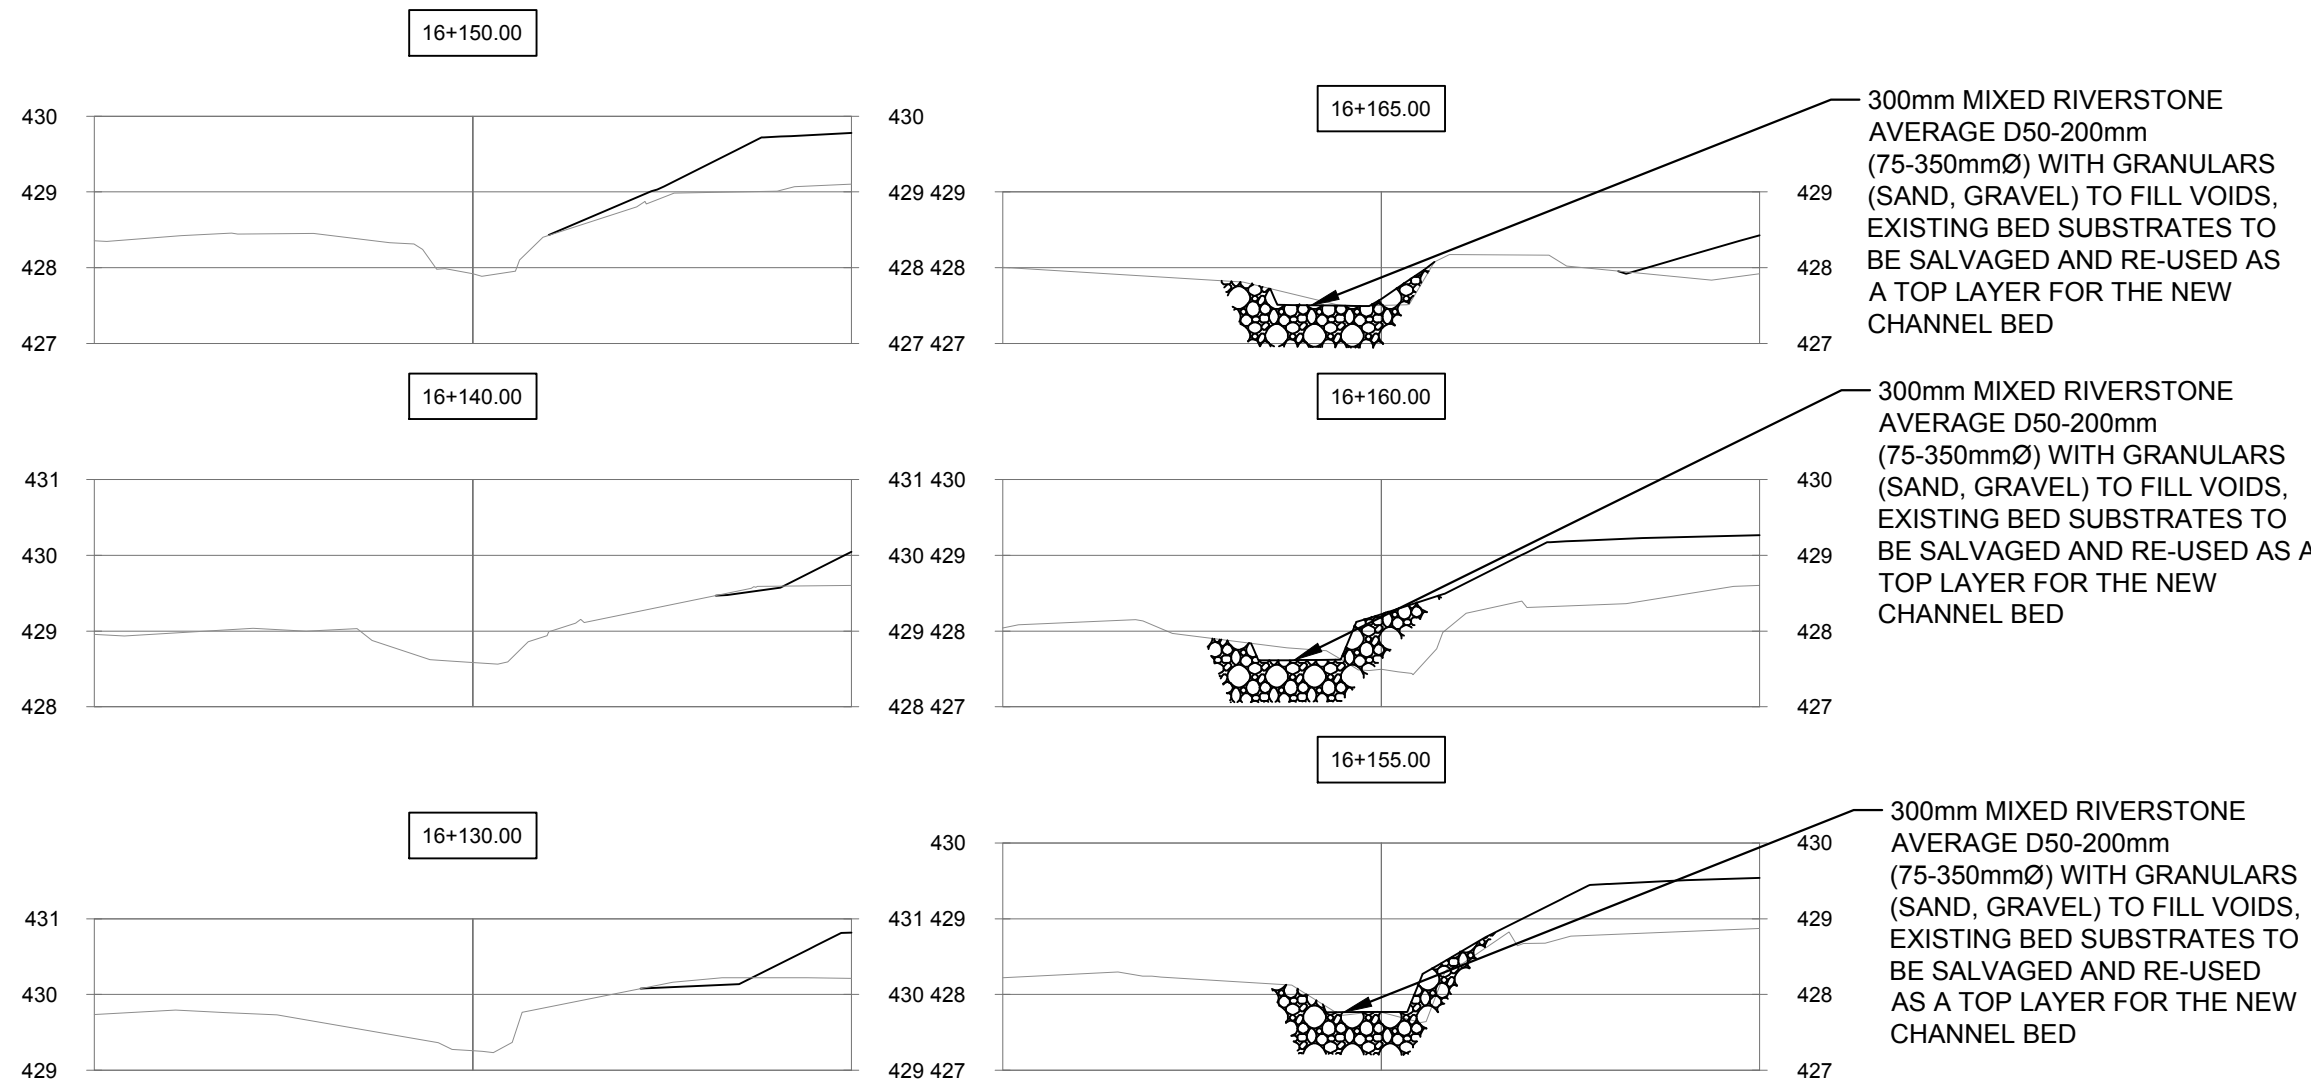 16+150.00
430
429
428
427
430
429
428
427
16+140.00
431
430
429
428
431
430
429
428
16+130.00
431
430
429
431
430
429
16+165.00
429
428
427
429
428
427
300mm MIXED RIVERSTONE
AVERAGE D50-200mm
(75-350mmØ) WITH GRANULARS
(SAND, GRAVEL) TO FILL VOIDS,
EXISTING BED SUBSTRATES TO
BE SALVAGED AND RE-USED AS
A TOP LAYER FOR THE NEW
CHANNEL BED
16+160.00
430
429
428
427
430
429
428
427
300mm MIXED RIVERSTONE
AVERAGE D50-200mm
(75-350mmØ) WITH GRANULARS
(SAND, GRAVEL) TO FILL VOIDS,
EXISTING BED SUBSTRATES TO
BE SALVAGED AND RE-USED AS A
TOP LAYER FOR THE NEW
CHANNEL BED
16+155.00
430
429
428
427
430
429
428
427
300mm MIXED RIVERSTONE
AVERAGE D50-200mm
(75-350mmØ) WITH GRANULARS
(SAND, GRAVEL) TO FILL VOIDS,
EXISTING BED SUBSTRATES TO
BE SALVAGED AND RE-USED
AS A TOP LAYER FOR THE NEW
CHANNEL BED